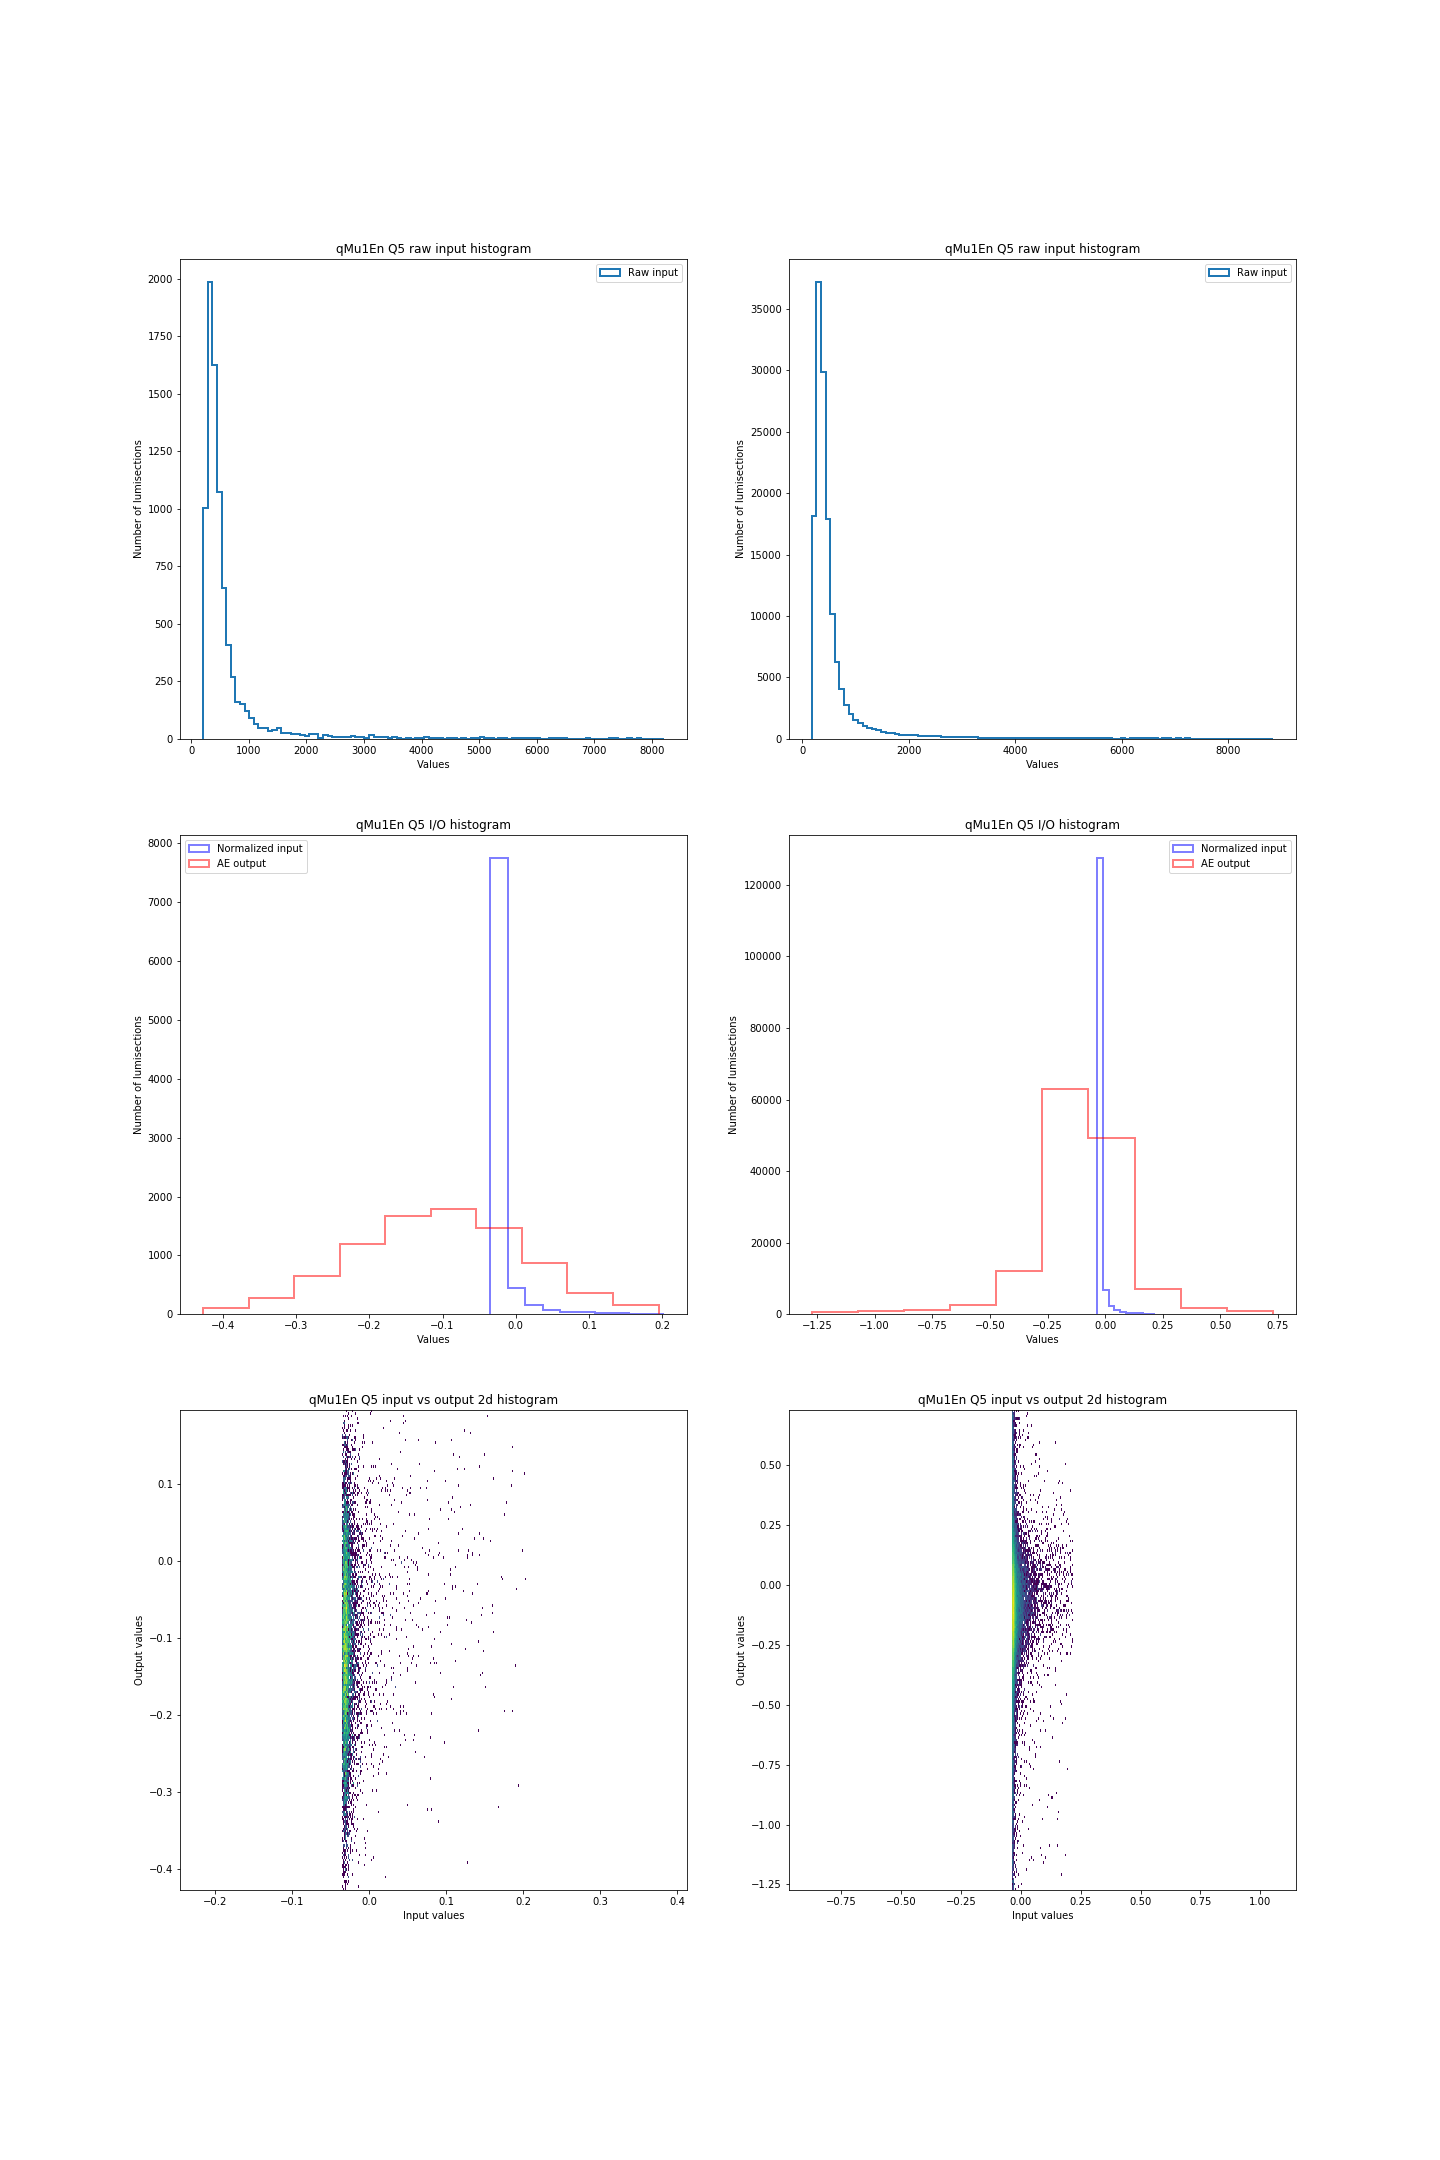 qMu1En Q5 raw input histogram
Raw input
2000
1750
1500
1250
1000
750
500
250
0
Number of lumisections
0 1000 2000 3000 4000 5000 6000 7000 8000
Values
qMu1En Q5 raw input histogram
Raw input
35000
30000
25000
20000
15000
10000
5000
0
Number of lumisections
0 2000 4000 6000 8000
Values
qMu1En Q5 I/O histogram
Normalized input
AE output
8000
7000
6000
5000
4000
3000
2000
1000
0
Number of lumisections
−0.4 −0.3 −0.2 −0.1 0.0 0.1 0.2
Values
qMu1En Q5 I/O histogram
Normalized input
AE output
120000
100000
80000
60000
40000
20000
0
Number of lumisections
−1.25 −1.00 −0.75 −0.50 −0.25 0.00 0.25 0.50 0.75
Values
qMu1En Q5 input vs output 2d histogram
0.1
0.0
−0.1
−0.2
−0.3
−0.4
Output values
−0.2 −0.1 0.0 0.1 0.2 0.3 0.4
Input values
qMu1En Q5 input vs output 2d histogram
0.50
0.25
0.00
−0.25
−0.50
−0.75
−1.00
−1.25
Output values
−0.75 −0.50 −0.25 0.00 0.25 0.50 0.75 1.00
Input values